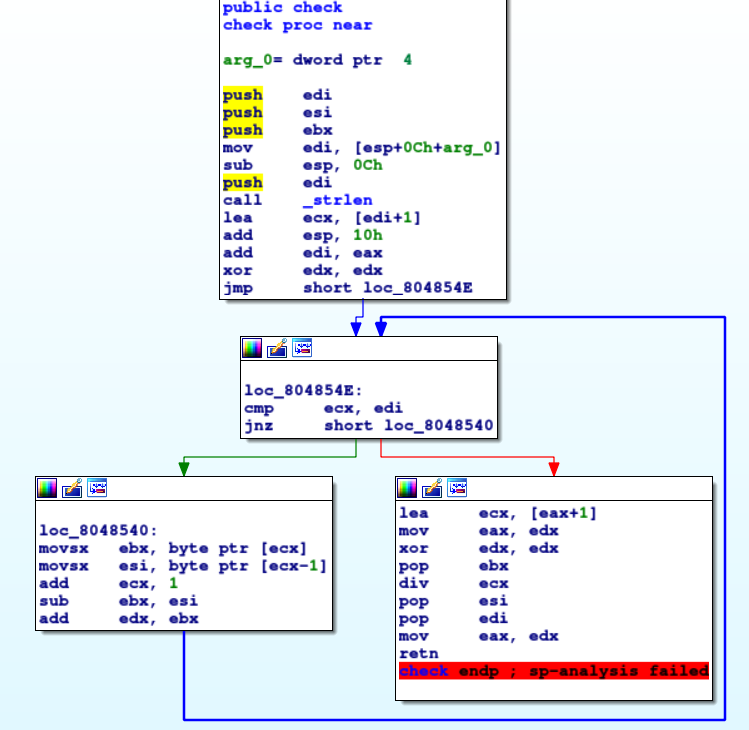 public check
check proc near
arg_0= dword ptr 4
push edi
push esi
push ebx
mov edi, [esp+0Ch+arg_0]
sub esp, 0Ch
push edi
call _strlen
lea ecx, [edi+1]
add esp, 10h
add edi, eax
xor edx, edx
jmp short loc_804854E
loc_804854E:
cmp ecx, edi
jnz short loc_8048540
loc_8048540:
movsx ebx, byte ptr [ecx]
movsx esi, byte ptr [ecx-1]
add ecx, 1
sub ebx, esi
add edx, ebx
lea ecx, [eax+1]
mov eax, edx
xor edx, edx
pop ebx
div ecx
pop esi
pop edi
mov eax, edx
retn
check endp ; sp-analysis failed